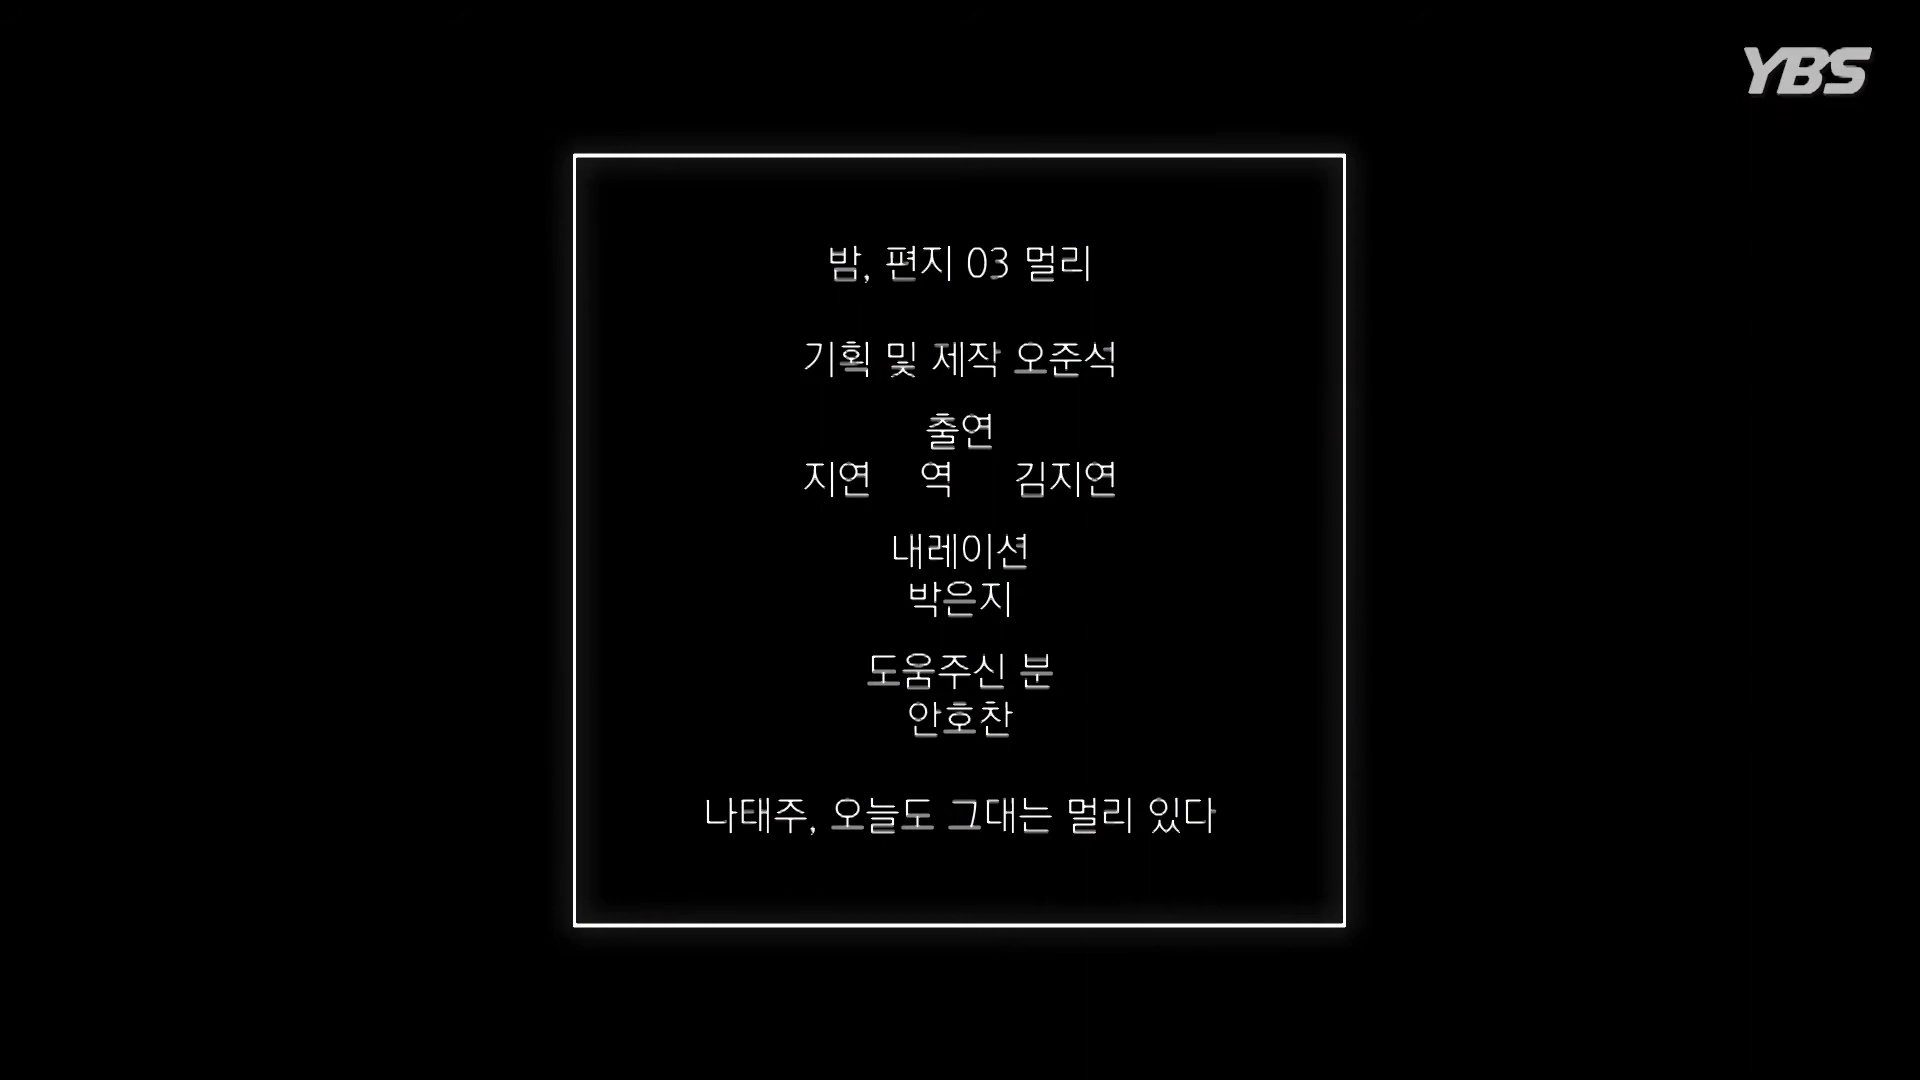 YBS
밤, 편지 03 멀리
기획 및 제작 오준석
출연
지연 역 김지연
내레이션
박은지
도움주신 분
안호찬
나태주, 오늘도 그대는 멀리 있다